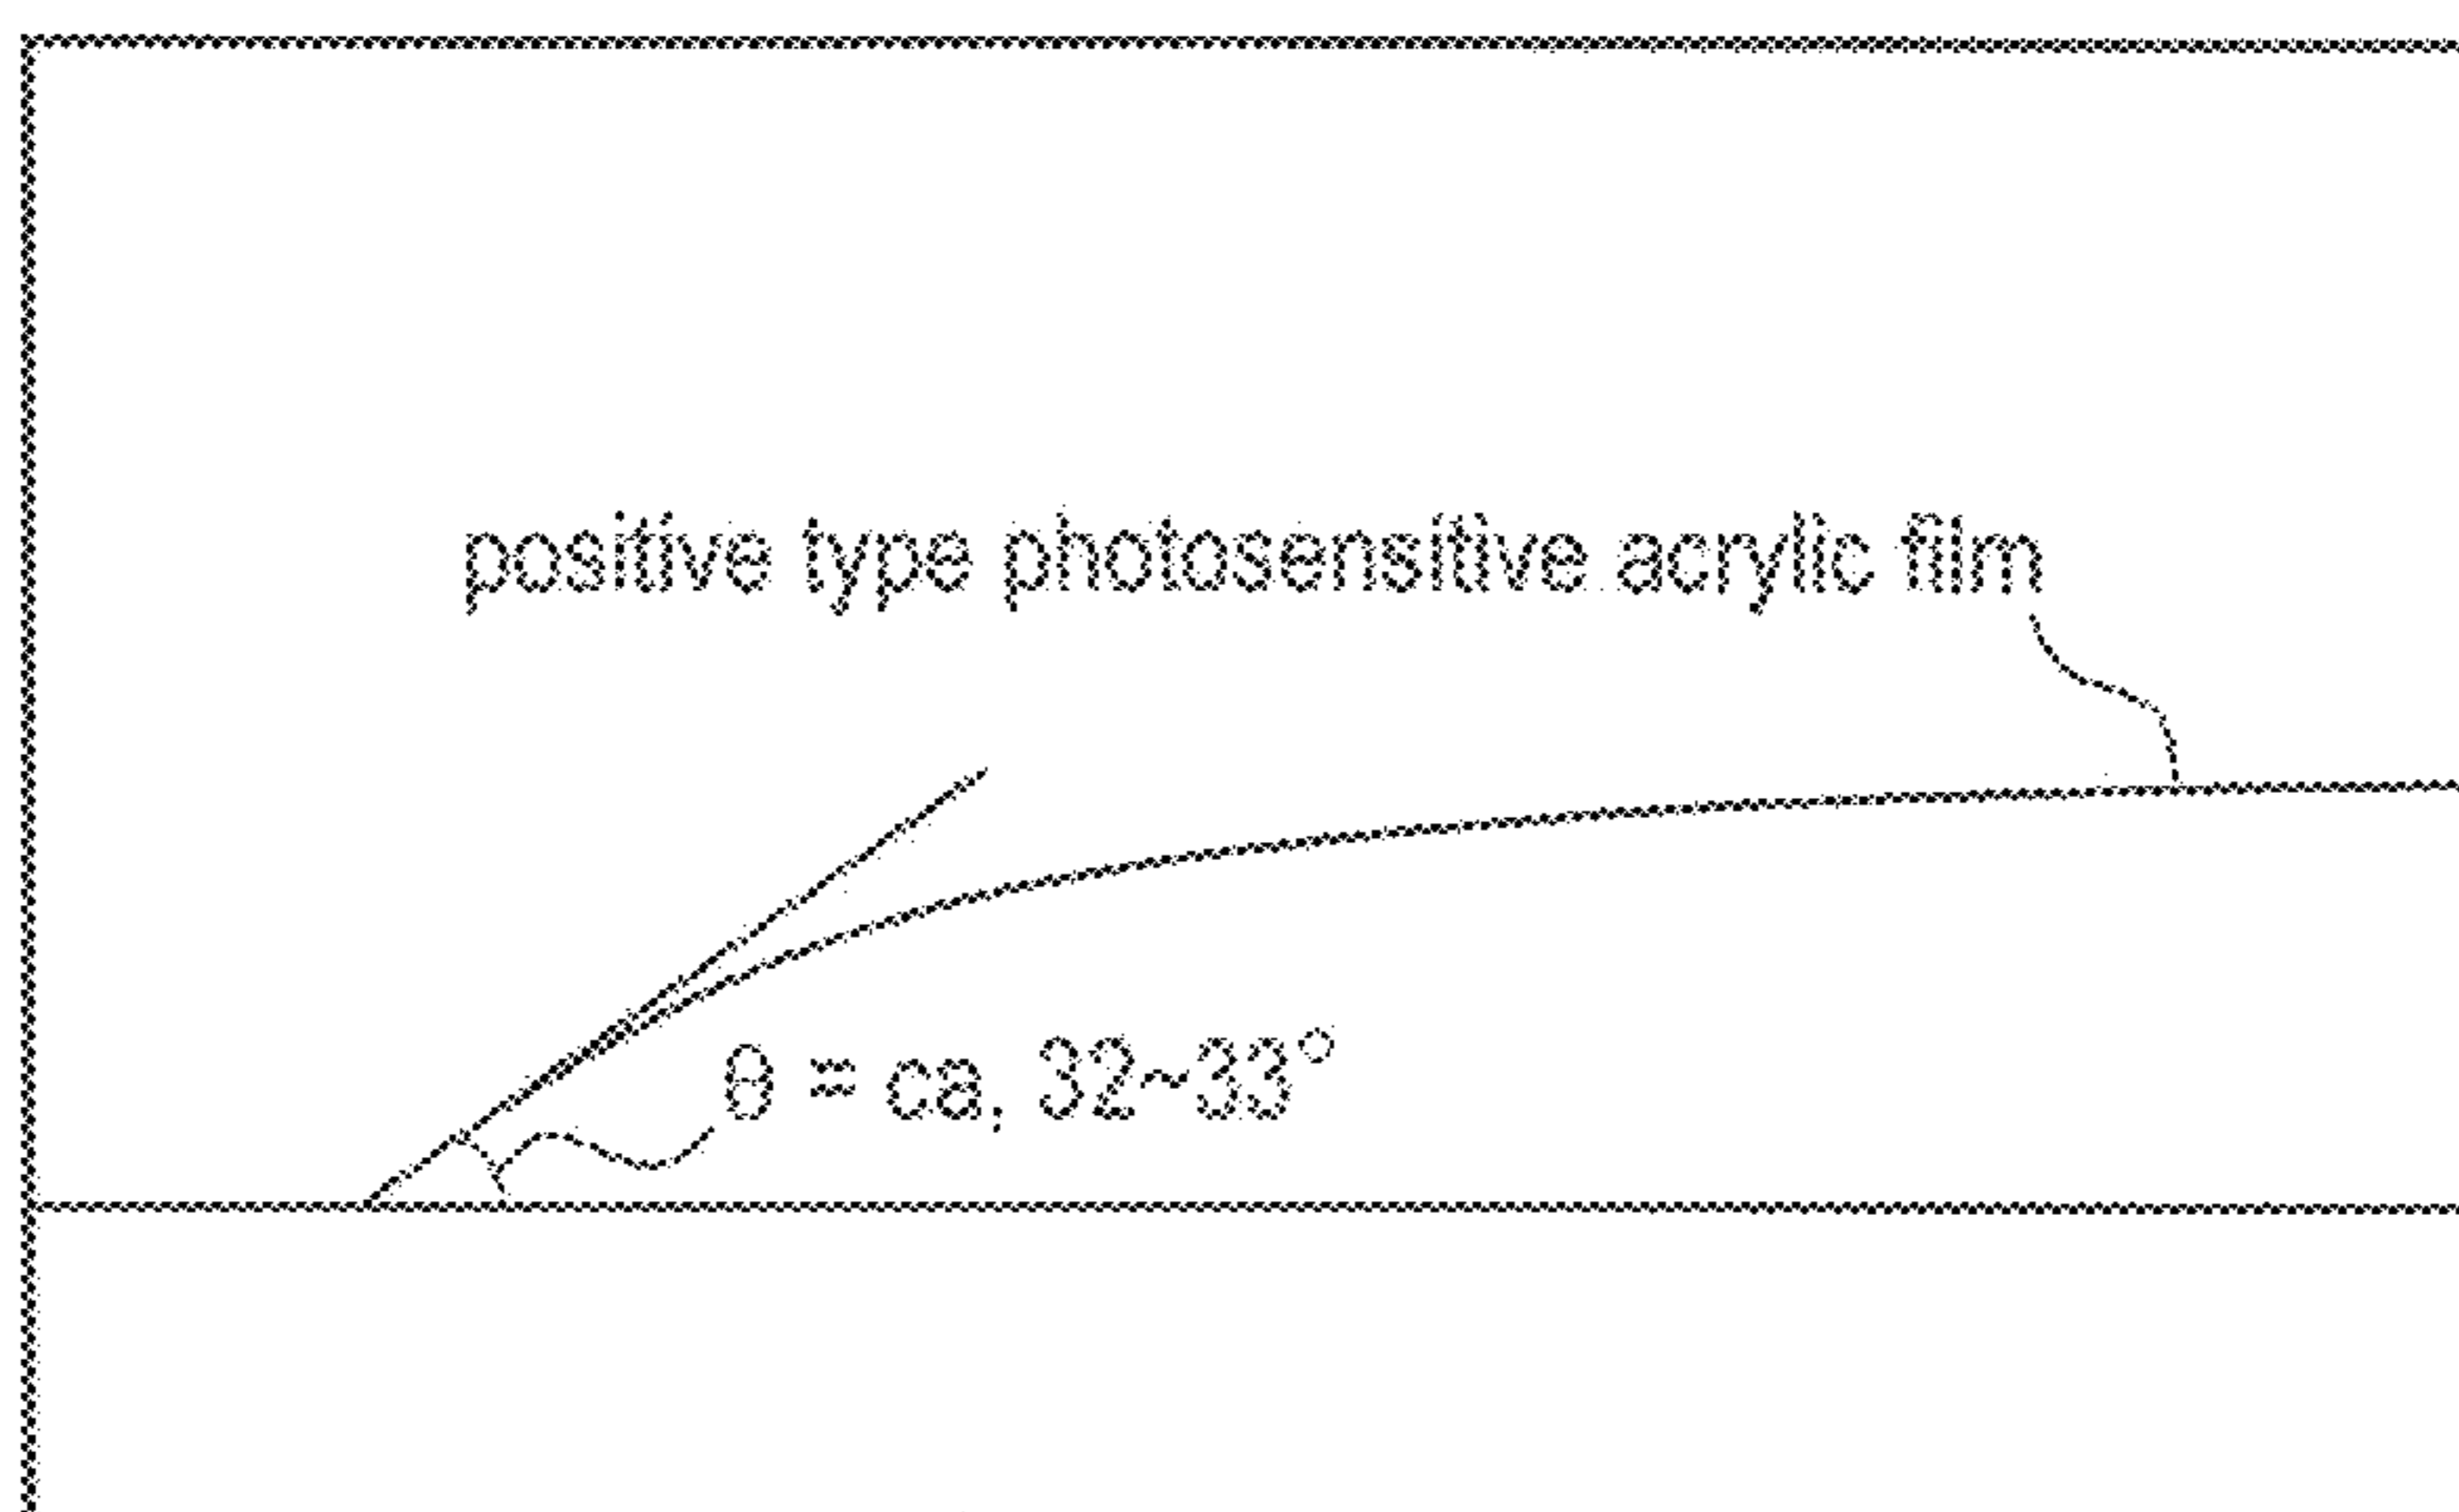 positive type photosensitive acrylic film
θ = ca, 32~33°